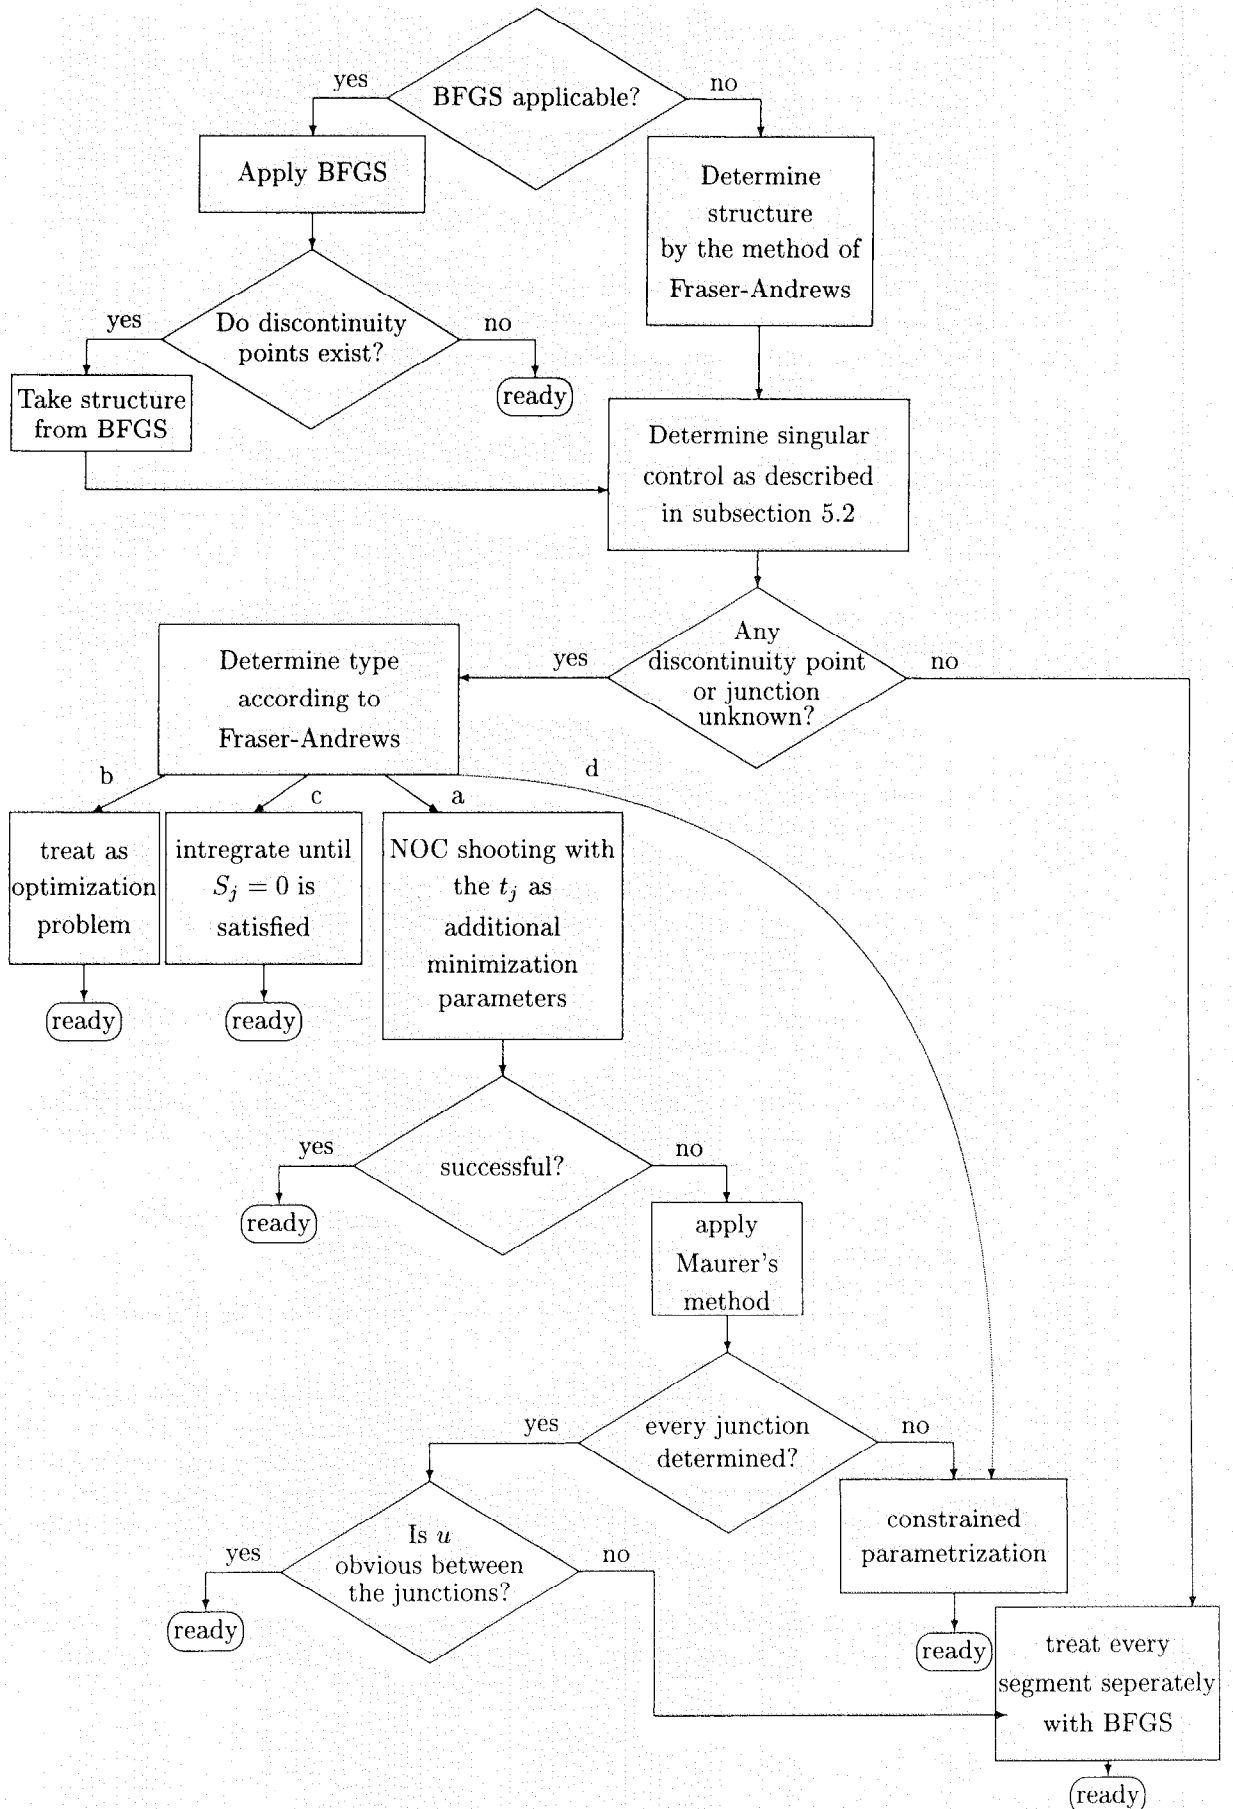 BFGS applicable?
yes
no
Apply BFGS
Determine
structure
by the method of
Fraser-Andrews
Do discontinuity
points exist?
yes
no
Take structure
from BFGS
ready
Determine singular
control as described
in subsection 5.2
Any
discontinuity point
or junction
unknown?
yes
no
Determine type
according to
Fraser-Andrews
b
c
a
d
treat as
optimization
problem
intregrate until
$S_j = 0$ is
satisfied
NOC shooting with
the $t_j$ as
additional
minimization
parameters
ready
ready
successful?
yes
no
ready
apply
Maurer's
method
every junction
determined?
yes
no
Is $u$
obvious between
the junctions?
yes
no
constrained
parametrization
ready
ready
treat every
segment seperately
with BFGS
ready